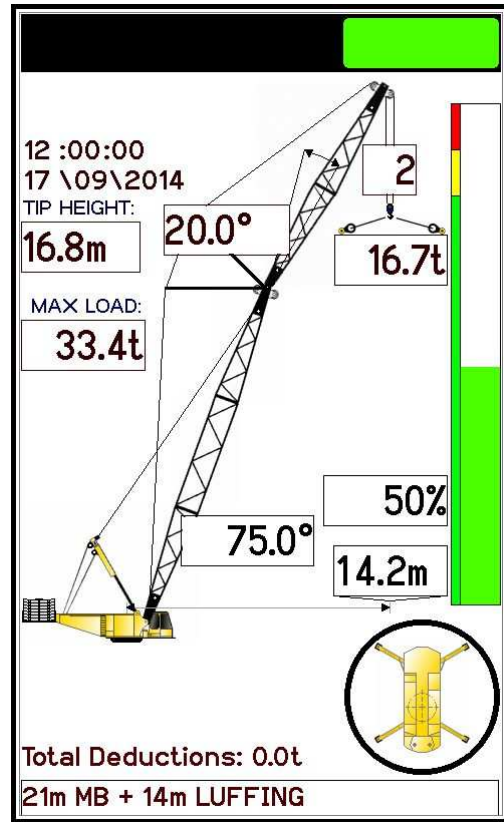 12 :00:00
17 \09\2014
TIP HEIGHT:
16.8m
20.0°
2
16.7t
MAX LOAD:
33.4t
50%
75.0°
14.2m
Total Deductions: 0.0t
21m MB + 14m LUFFING